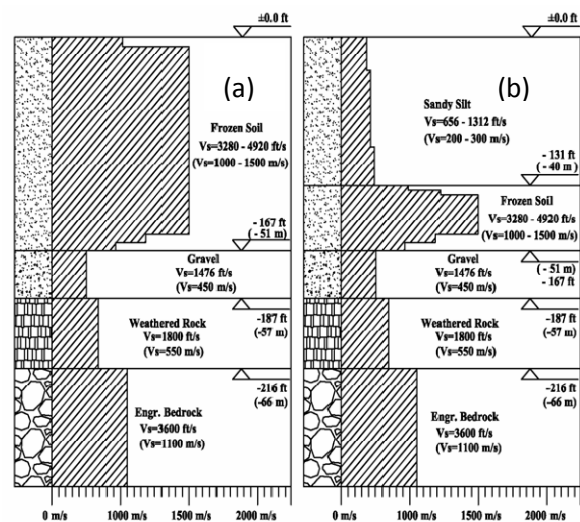 ±0.0 ft
(a)
Frozen Soil
Vs=3280 - 4920 ft/s
(Vs=1000 - 1500 m/s)
- 167 ft
(- 51 m)
Gravel
Vs=1476 ft/s
(Vs=450 m/s)
Weathered Rock
Vs=1800 ft/s
(Vs=550 m/s)
-187 ft
(-57 m)
-216 ft
(-66 m)
Engr. Bedrock
Vs=3600 ft/s
(Vs=1100 m/s)
0 m/s 1000 m/s 1500 m/s 2000 m/s
±0.0 ft
(b)
Sandy Silt
Vs=656 - 1312 ft/s
(Vs=200 - 300 m/s)
- 131 ft
(- 40 m)
Frozen Soil
Vs=3280 - 4920 ft/s
(Vs=1000 - 1500 m/s)
Gravel
Vs=1476 ft/s
(Vs=450 m/s)
(- 51 m)
- 167 ft
Weathered Rock
Vs=1800 ft/s
(Vs=550 m/s)
-187 ft
(-57 m)
-216 ft
(-66 m)
Engr. Bedrock
Vs=3600 ft/s
(Vs=1100 m/s)
0 m/s 1000 m/s 1500 m/s 2000 m/s